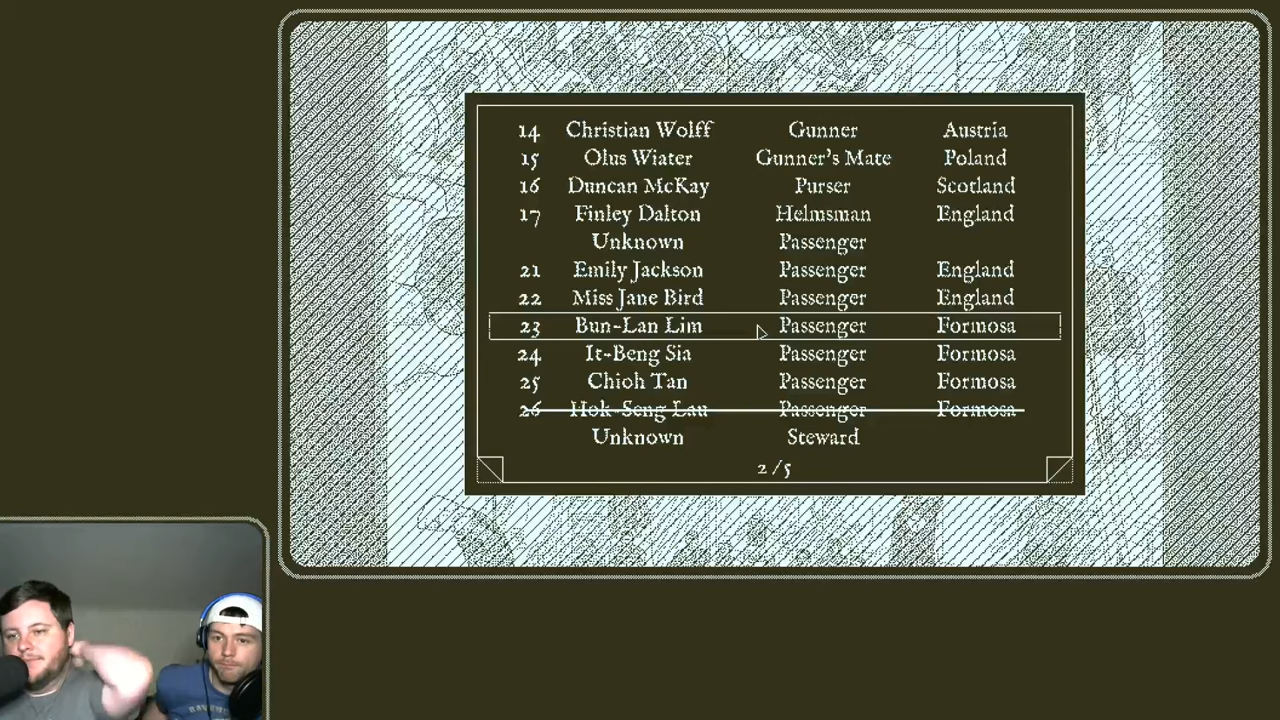 14 Christian Wolff Gunner Austria
15 Olus Wiater Gunner's Mate Poland
16 Duncan McKay Purser Scotland
17 Finley Dalton Helmsman England
Unknown Passenger
21 Emily Jackson Passenger England
22 Miss Jane Bird Passenger England
23 Bun-Lan Lim Passenger Formosa
24 It-Beng Sia Passenger Formosa
25 Chioh Tan Passenger Formosa
26 Hok-Seng Lau Passenger Formosa
Unknown Steward
2/5